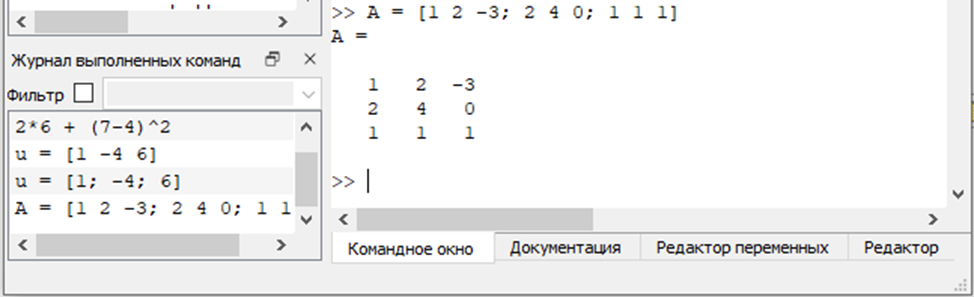 Журнал выполненных команд
Фильтр
2*6 + (7-4)^2
u = [1 -4 6]
u = [1; -4; 6]
A = [1 2 -3; 2 4 0; 1 1
>> A = [1 2 -3; 2 4 0; 1 1 1]
A =
1 2 -3
2 4 0
1 1 1
>>
Командное окно Документация Редактор переменных Редактор